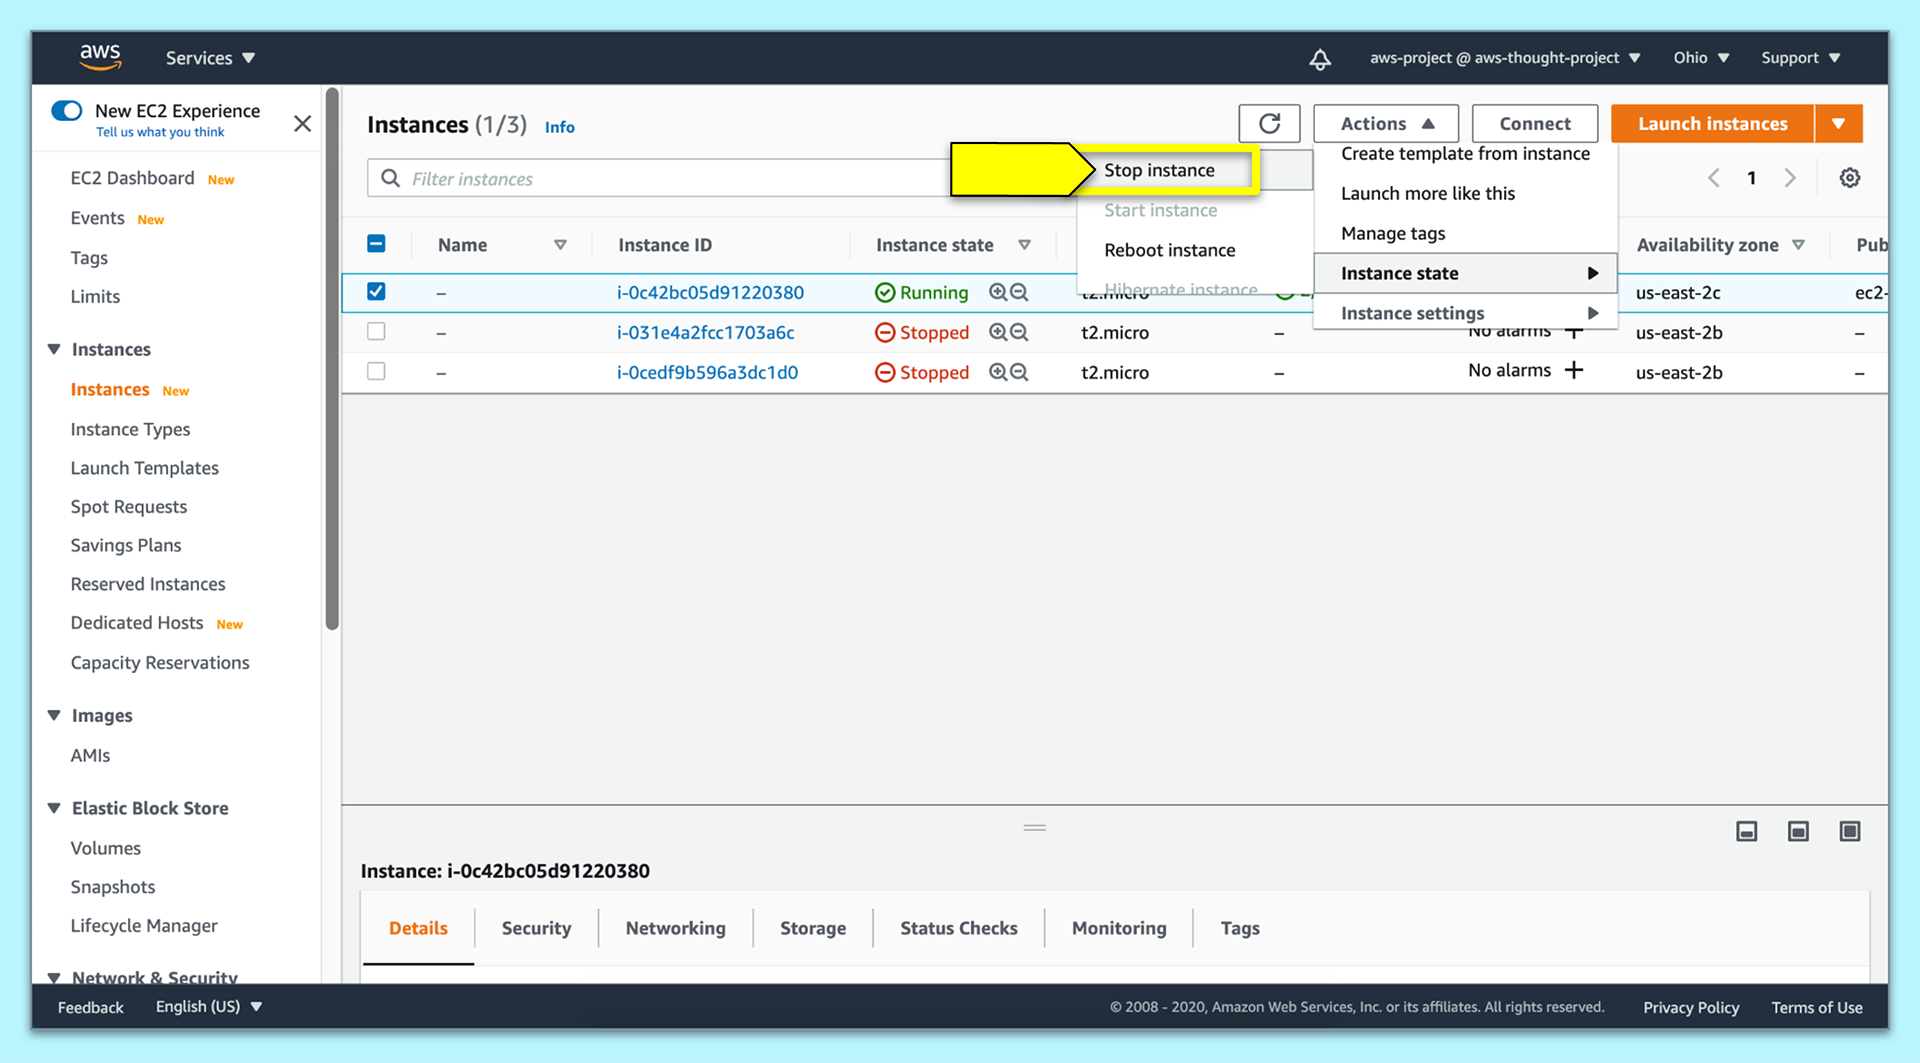 aws
Services
aws-project @ aws-thought-project
Ohio
Support
New EC2 Experience
Tell us what you think
EC2 Dashboard New
Events New
Tags
Limits
Instances
Instances New
Instance Types
Launch Templates
Spot Requests
Savings Plans
Reserved Instances
Dedicated Hosts New
Capacity Reservations
Images
AMIs
Elastic Block Store
Volumes
Snapshots
Lifecycle Manager
Network & Security
Instances (1/3) Info
Actions
Connect
Launch instances
Filter instances
1
Stop instance
Start instance
Reboot instance
Hibernate instance
Create template from instance
Launch more like this
Manage tags
Instance state
Instance settings
Name Instance ID Instance state Availability zone Pub
– i-0c42bc05d91220380 Running t2.micro us-east-2c ec2-
– i-031e4a2fcc1703a6c Stopped t2.micro – No alarms + us-east-2b –
– i-0cedf9b596a3dc1d0 Stopped t2.micro – No alarms + us-east-2b –
Instance: i-0c42bc05d91220380
Details Security Networking Storage Status Checks Monitoring Tags
Feedback English (US) © 2008 - 2020, Amazon Web Services, Inc. or its affiliates. All rights reserved. Privacy Policy Terms of Use